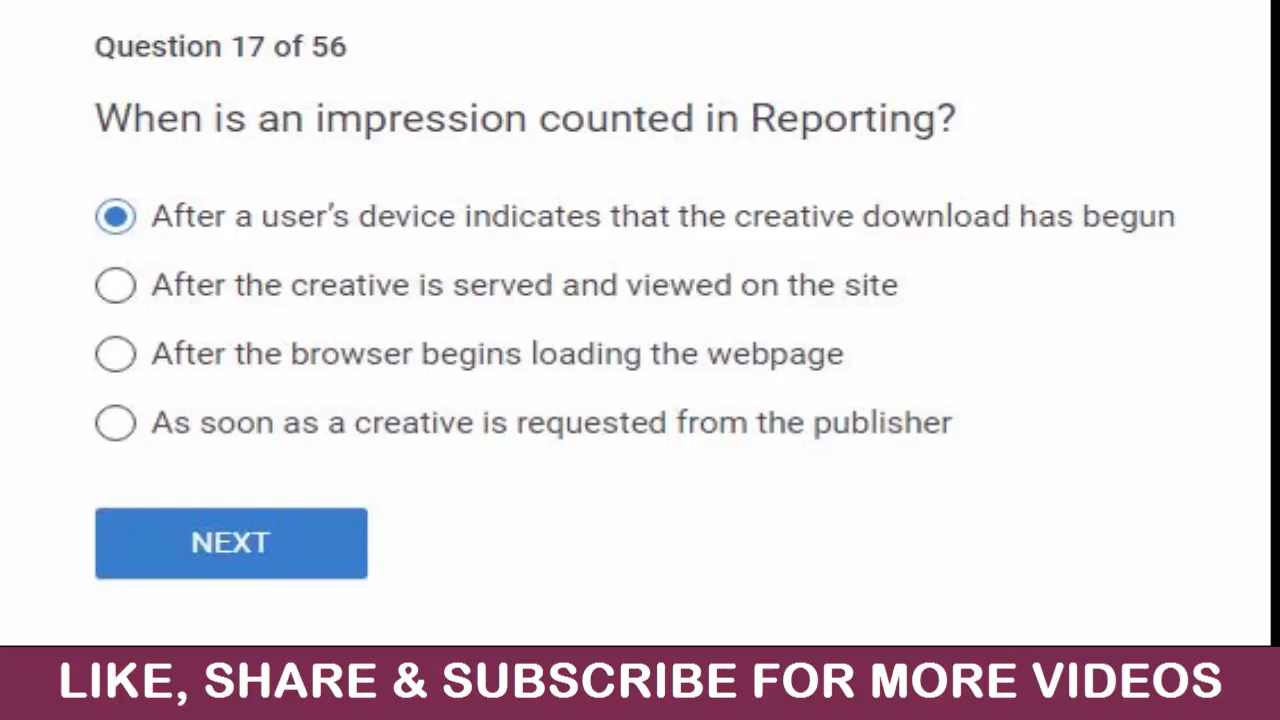 Question 17 of 56
When is an impression counted in Reporting?
After a user’s device indicates that the creative download has begun
After the creative is served and viewed on the site
After the browser begins loading the webpage
As soon as a creative is requested from the publisher
NEXT
LIKE, SHARE & SUBSCRIBE FOR MORE VIDEOS